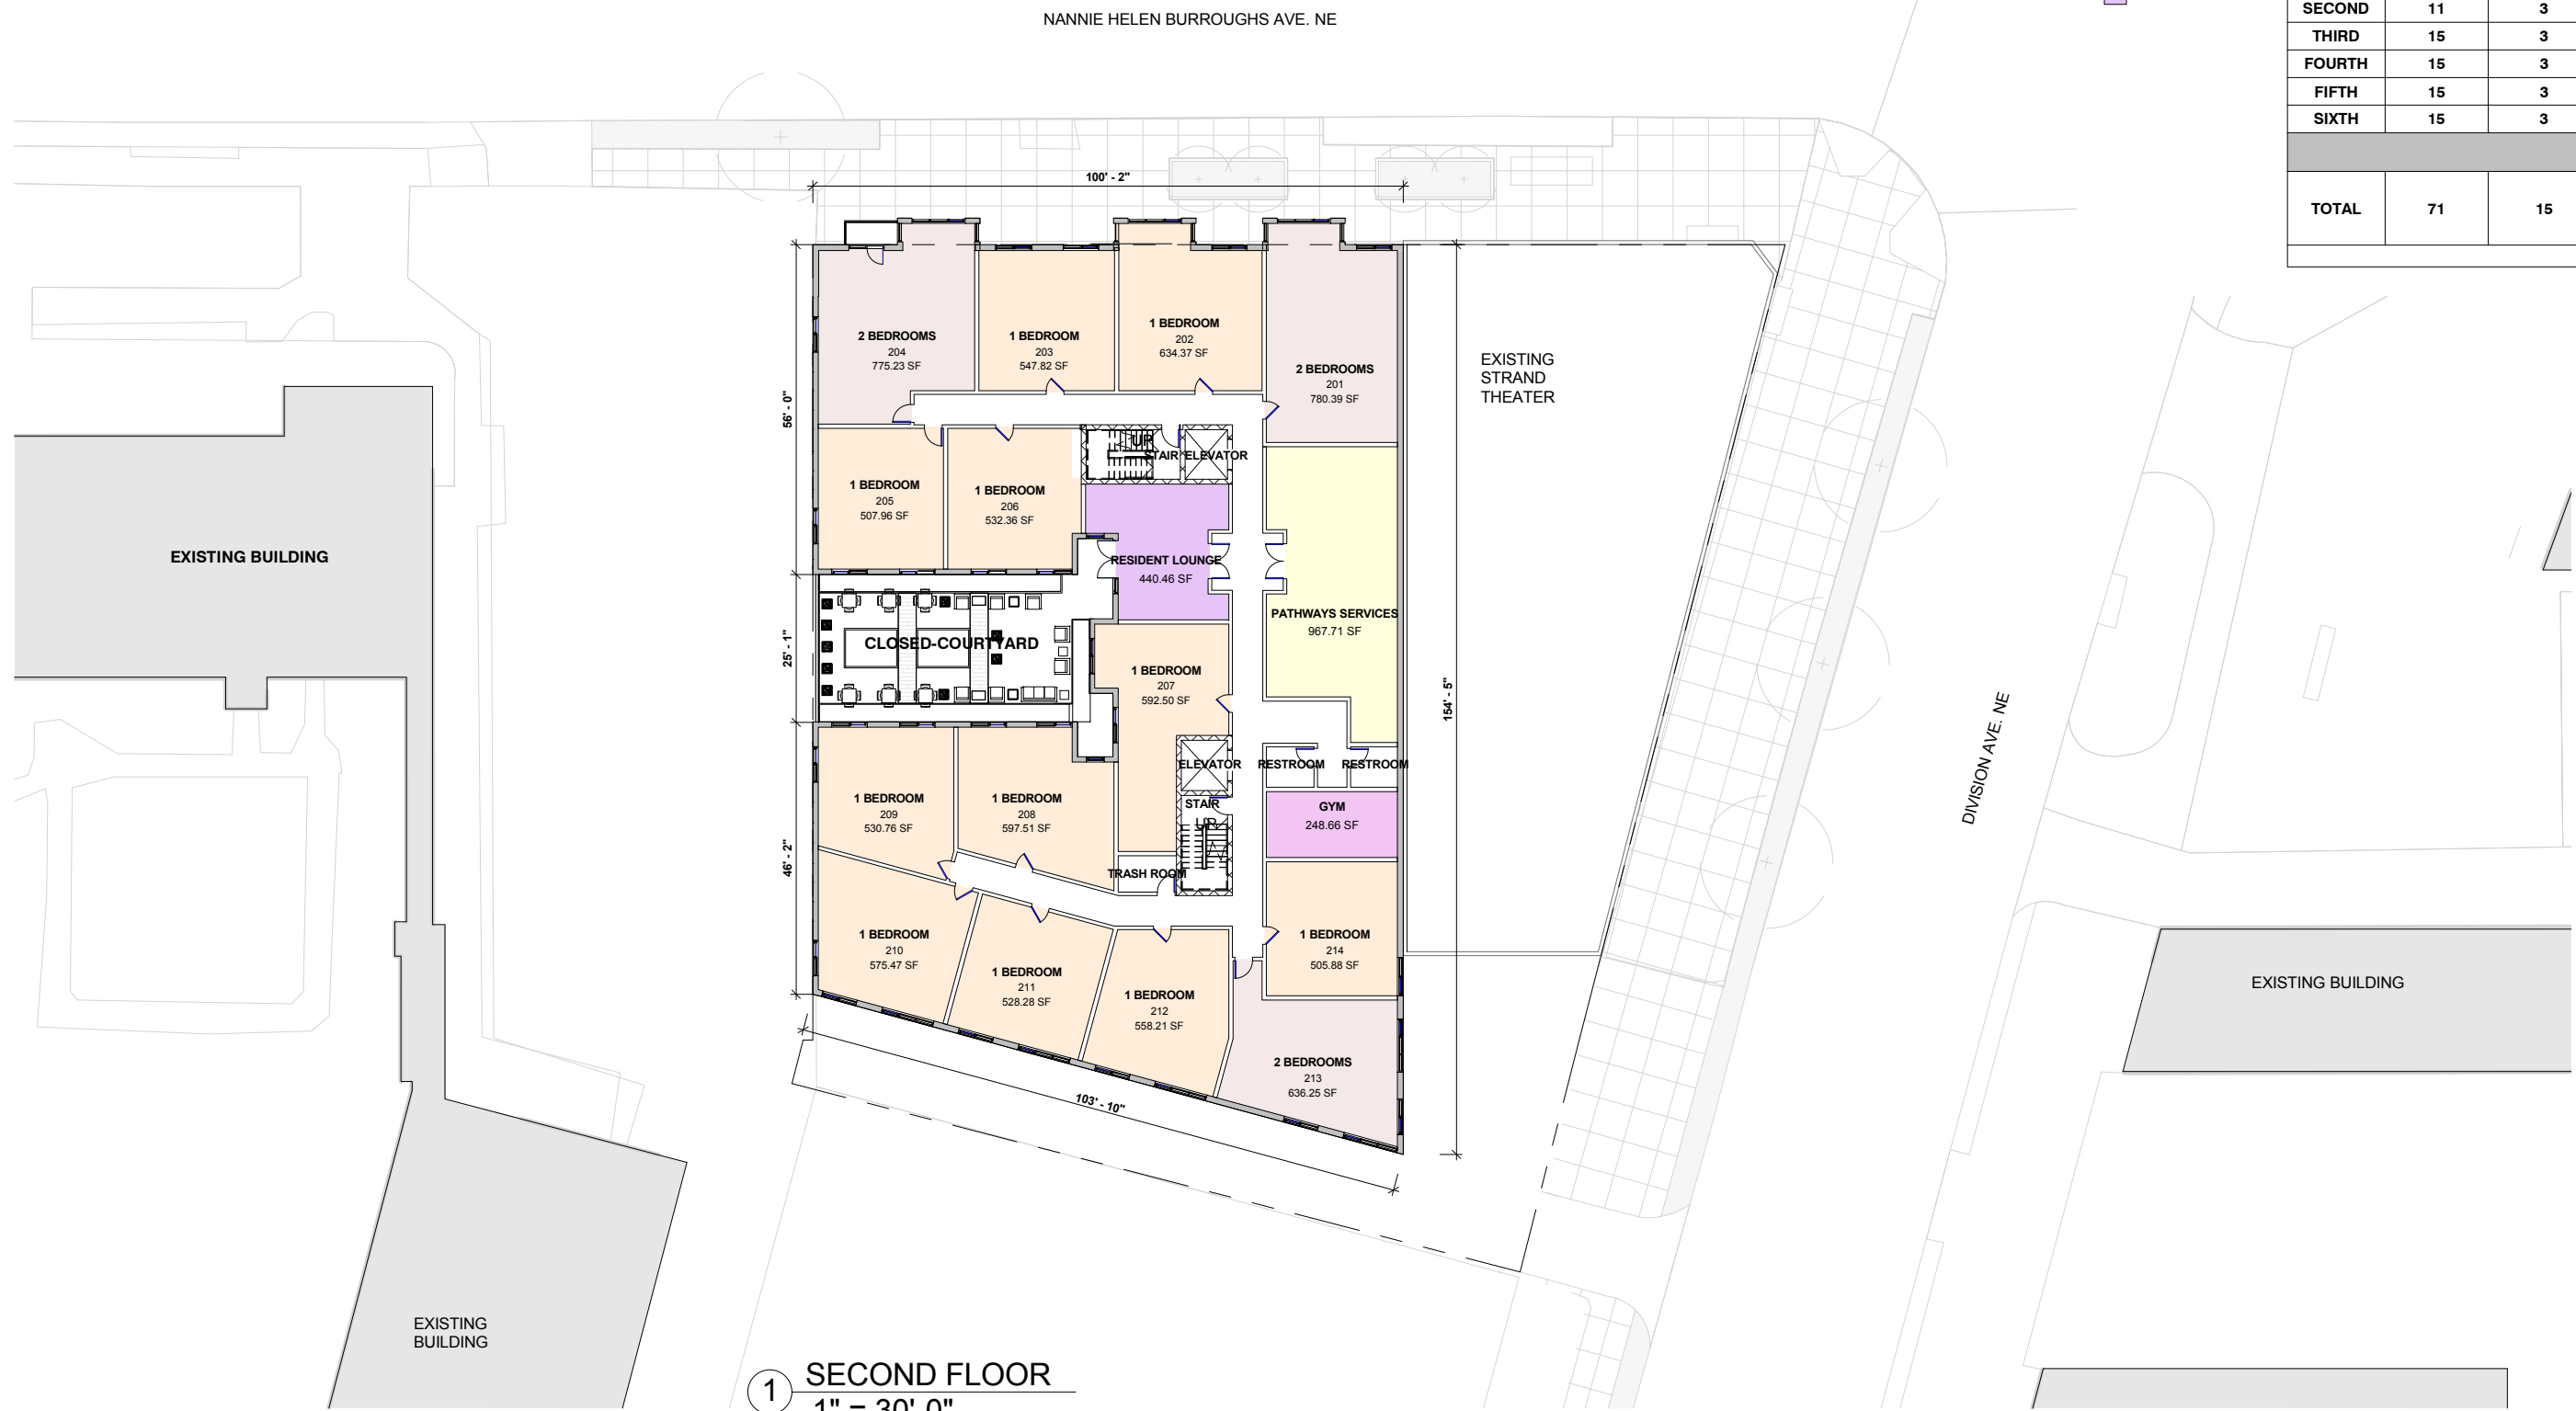 NANNIE HELEN BURROUGHS AVE. NE
SECOND 11 3
THIRD 15 3
FOURTH 15 3
FIFTH 15 3
SIXTH 15 3
TOTAL 71 15
100' - 2"
2 BEDROOMS
204
775.23 SF
1 BEDROOM
203
547.82 SF
1 BEDROOM
202
634.37 SF
2 BEDROOMS
201
780.39 SF
EXISTING
STRAND
THEATER
56' - 0"
UP
STAIR
ELEVATOR
1 BEDROOM
205
507.96 SF
1 BEDROOM
206
532.36 SF
EXISTING BUILDING
RESIDENT LOUNGE
440.46 SF
PATHWAYS SERVICES
967.71 SF
25' - 1"
CLOSED-COURTYARD
1 BEDROOM
207
592.50 SF
154' - 5"
DIVISION AVE. NE
ELEVATOR
RESTROOM
RESTROOM
1 BEDROOM
209
530.76 SF
1 BEDROOM
208
597.51 SF
STAIR
UP
GYM
248.66 SF
46' - 2"
TRASH ROOM
1 BEDROOM
210
575.47 SF
1 BEDROOM
211
528.28 SF
1 BEDROOM
212
558.21 SF
1 BEDROOM
214
505.88 SF
EXISTING BUILDING
2 BEDROOMS
213
636.25 SF
103' - 10"
EXISTING
BUILDING
1 SECOND FLOOR
1" = 30'-0"